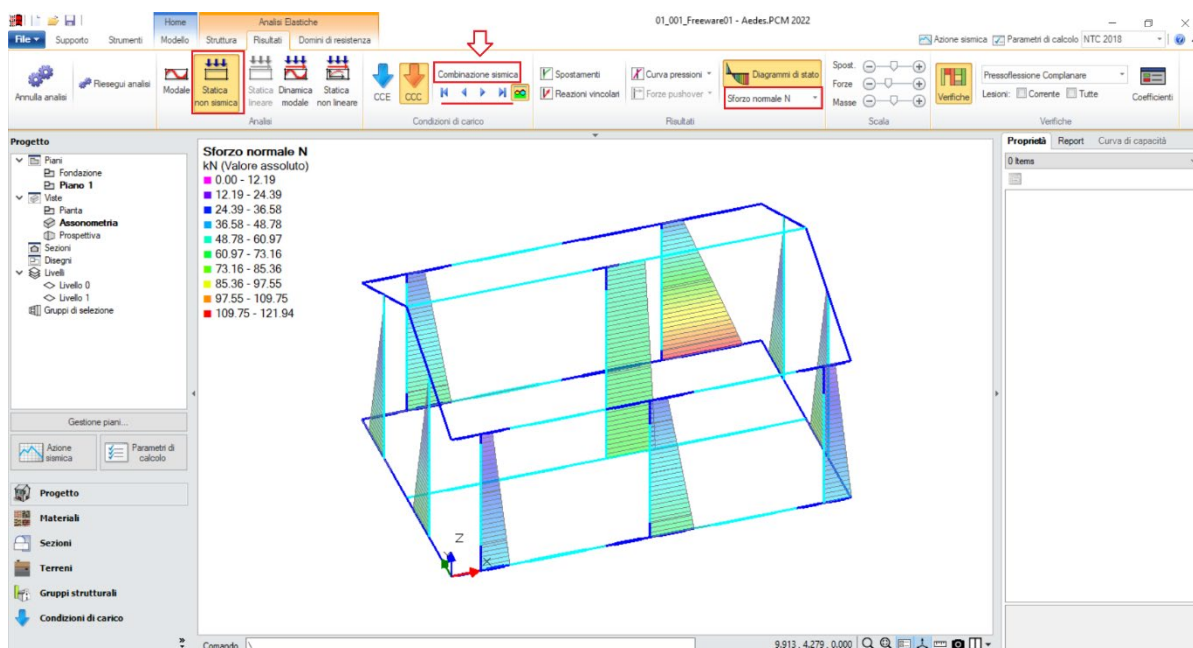 Home Analisi Elastiche 01_001_Freeware01 - Aedes.PCM 2022
File Supporto Strumenti Modello Struttura Risultati Domini di resistenza Azione sismica Parametri di calcolo NTC 2018
Annulla analisi
Riesegui analisi
Modale
Statica non sismica
Statica lineare
Dinamica modale
Statica non lineare
Analisi
CCE
CCC
Combinazione sismica
Condizioni di carico
Spostamenti
Reazioni vincolari
Curva pressioni
Forze pushover
Diagrammi di stato
Sforzo normale N
Risultati
Spost.
Forze
Masse
Scala
Verifiche
Pressoflessione Complanare
Lesioni: Corrente Tutte
Coefficienti
Verifiche
Progetto
Piani
Fondazione
Piano 1
Viste
Pianta
Assonometria
Prospettiva
Sezioni
Disegni
Livelli
Livello 0
Livello 1
Gruppi di selezione
Gestione piani...
Azione sismica
Parametri di calcolo
Progetto
Materiali
Sezioni
Terreni
Gruppi strutturali
Condizioni di carico
Sforzo normale N
kN (Valore assoluto)
0.00 - 12.19
12.19 - 24.39
24.39 - 36.58
36.58 - 48.78
48.78 - 60.97
60.97 - 73.16
73.16 - 85.36
85.36 - 97.55
97.55 - 109.75
109.75 - 121.94
Z
X
Comando \
9.913 , 4.279 , 0.000
Proprietà Report Curva di capacità
0 Items